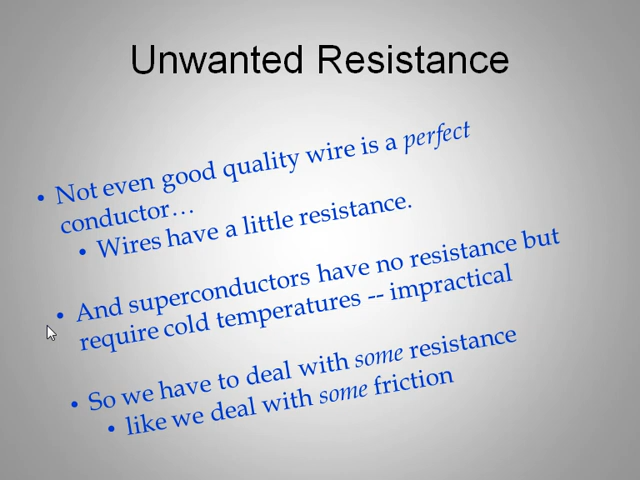 Unwanted Resistance
• Not even good quality wire is a perfect
conductor…
• Wires have a little resistance.
• And superconductors have no resistance but
require cold temperatures -- impractical
• So we have to deal with some resistance
• like we deal with some friction